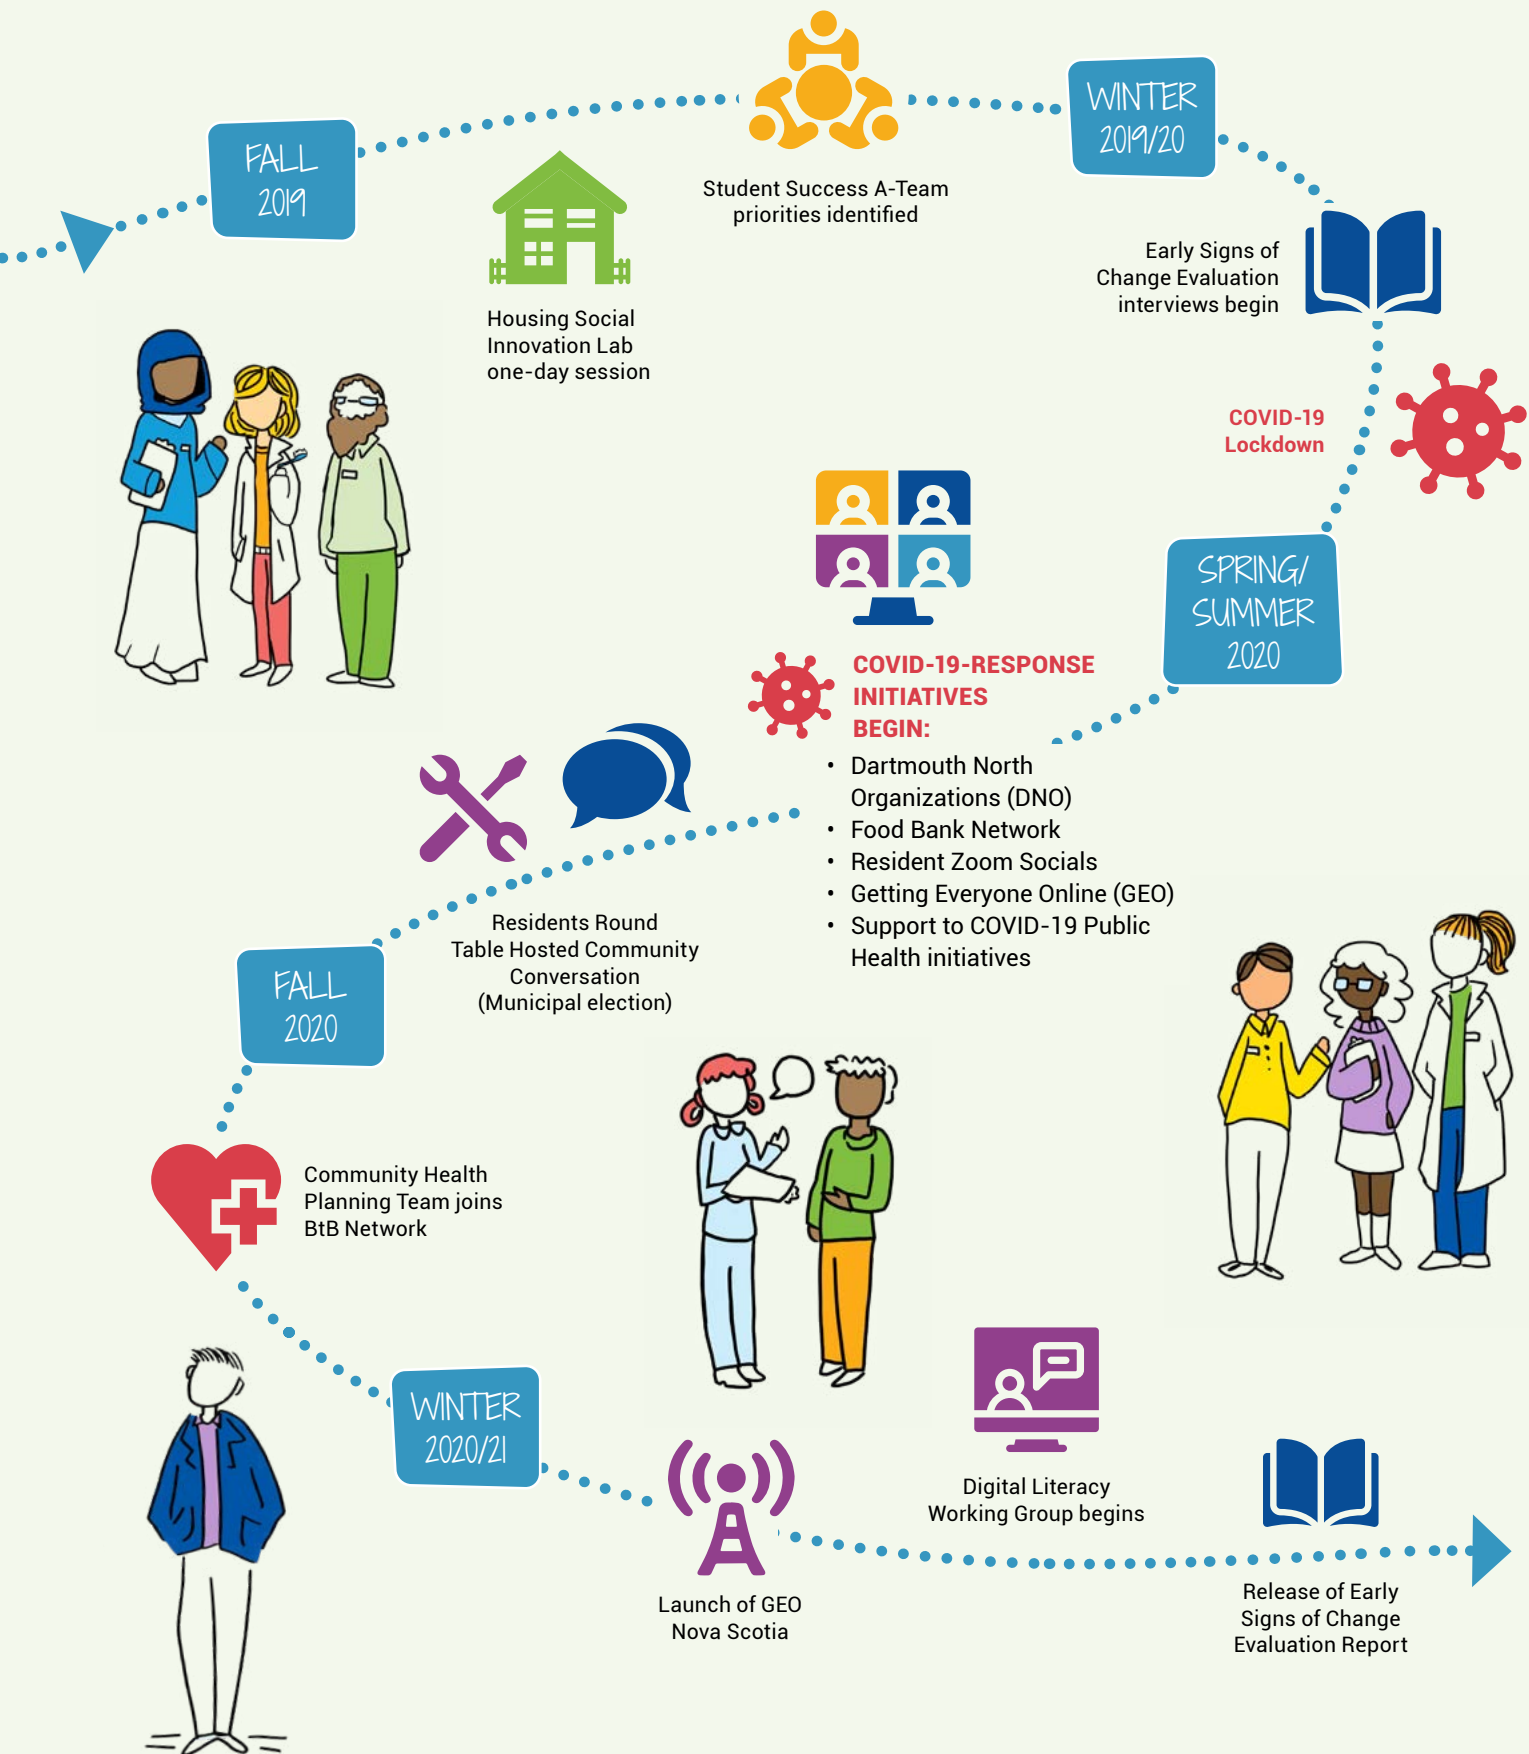 FALL
2019
Housing Social
Innovation Lab
one-day session
Student Success A-Team
priorities identified
WINTER
2019/20
Early Signs of
Change Evaluation
interviews begin
COVID-19
Lockdown
SPRING/
SUMMER
2020
COVID-19-RESPONSE
INITIATIVES
BEGIN:
• Dartmouth North
Organizations (DNO)
• Food Bank Network
• Resident Zoom Socials
• Getting Everyone Online (GEO)
• Support to COVID-19 Public
Health initiatives
Residents Round
Table Hosted Community
Conversation
(Municipal election)
FALL
2020
Community Health
Planning Team joins
BtB Network
WINTER
2020/21
Launch of GEO
Nova Scotia
Digital Literacy
Working Group begins
Release of Early
Signs of Change
Evaluation Report